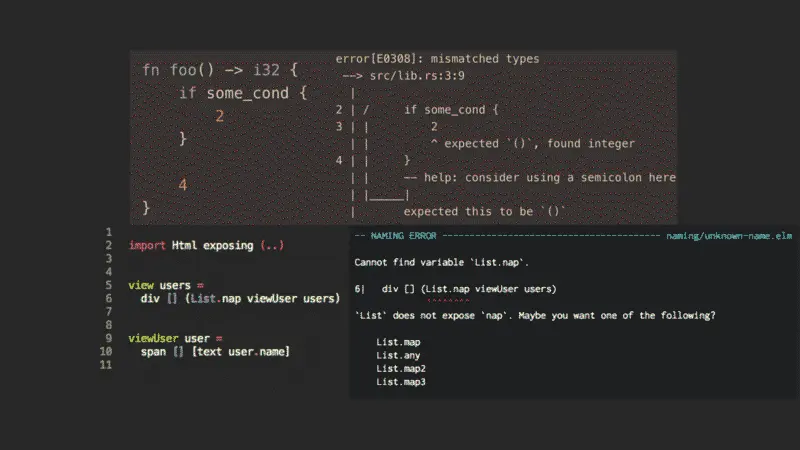 fn foo() -> i32 {
    if some_cond {
        2
    }

    4
}
error[E0308]: mismatched types
 --> src/lib.rs:3:9
  |
2 | /     if some_cond {
3 | |         2
  | |         ^ expected `()`, found integer
4 | |     }
  | |     -- help: consider using a semicolon here
  | |_____|
  |       expected this to be `()`
1
2  import Html exposing (..)
3
4
5  view users =
6    div [] (List.nap viewUser users)
7
8
9  viewUser user =
10   span [] [text user.name]
11
-- NAMING ERROR ---------------------------------------- naming/unknown-name.elm
Cannot find variable `List.nap`.
6|   div [] (List.nap viewUser users)
             ^^^^^^^^
`List` does not expose `nap`. Maybe you want one of the following?
    List.map
    List.any
    List.map2
    List.map3